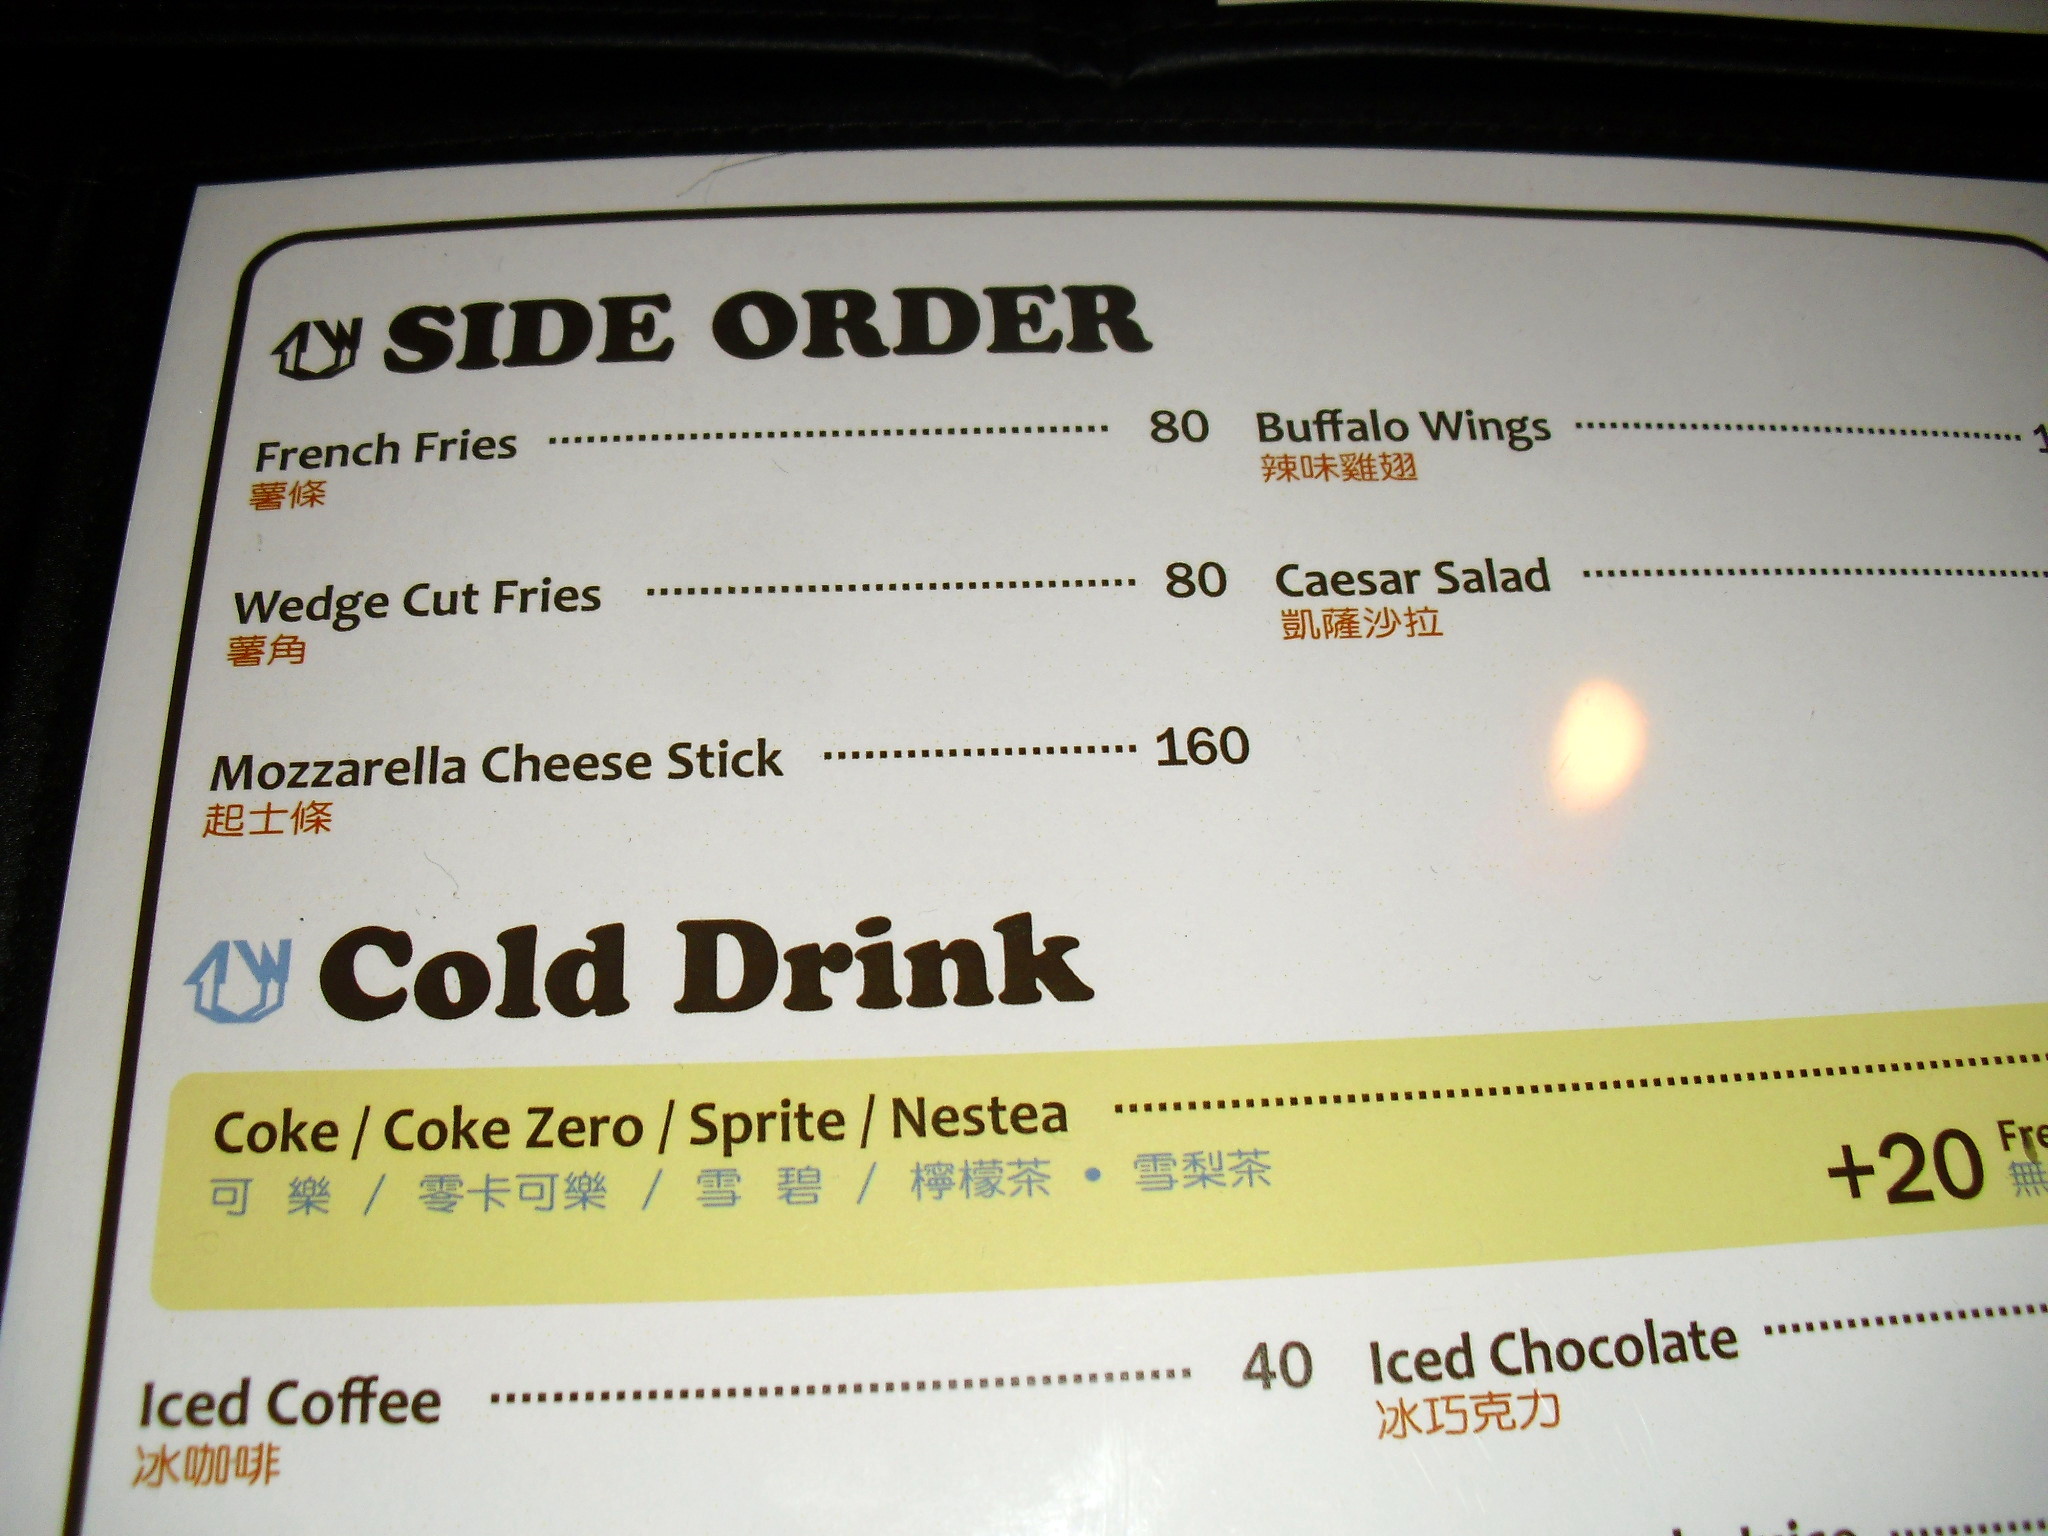 SIDE ORDER
French Fries 80
薯條
Buffalo Wings
辣味雞翅
Wedge Cut Fries 80
薯角
Caesar Salad
凱薩沙拉
Mozzarella Cheese Stick 160
起士條
Cold Drink
Coke / Coke Zero / Sprite / Nestea
可樂 / 零卡可樂 / 雪碧 / 檸檬茶 • 雪梨茶
+20
無
Iced Coffee 40
冰咖啡
Iced Chocolate
冰巧克力